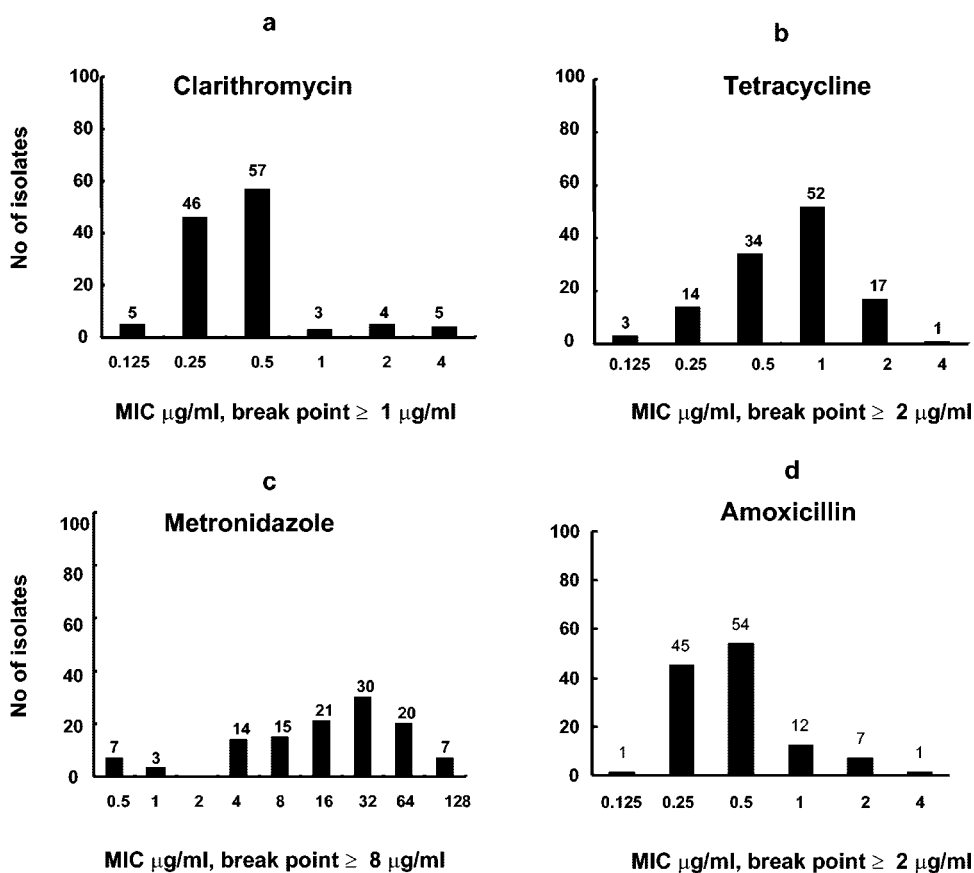 a
Clarithromycin
No of isolates
100
80
60
40
20
0
5
46
57
3
4
5
0.125 0.25 0.5 1 2 4
MIC μg/ml, break point ≥ 1 μg/ml
b
Tetracycline
100
80
60
40
20
0
3
14
34
52
17
1
0.125 0.25 0.5 1 2 4
MIC μg/ml, break point ≥ 2 μg/ml
c
Metronidazole
No of isolates
100
80
60
40
20
0
7
3
14
15
21
30
20
7
0.5 1 2 4 8 16 32 64 128
MIC μg/ml, break point ≥ 8 μg/ml
d
Amoxicillin
100
80
60
40
20
0
1
45
54
12
7
1
0.125 0.25 0.5 1 2 4
MIC μg/ml, break point ≥ 2 μg/ml